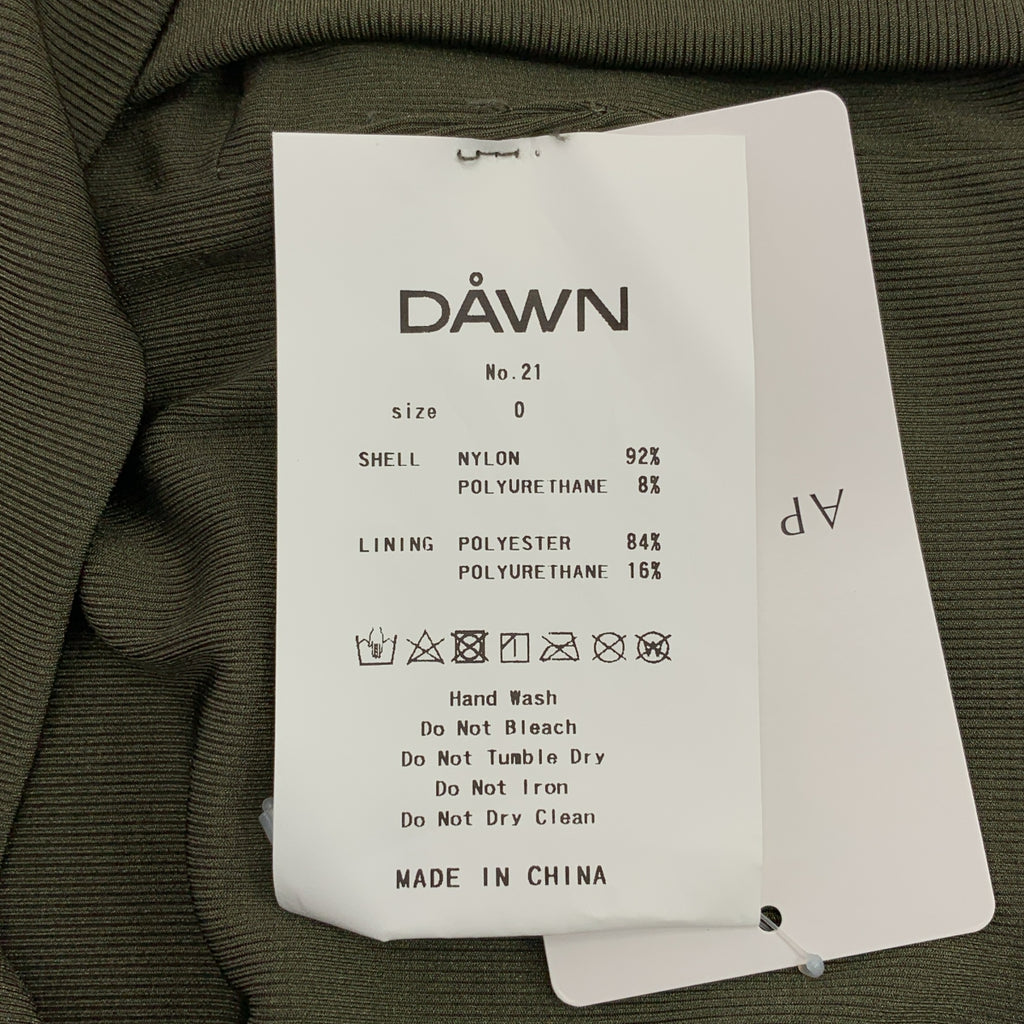 DÅWN
No.21
size 0
SHELL NYLON 92%
POLYURETHANE 8%
LINING POLYESTER 84%
POLYURETHANE 16%
Hand Wash
Do Not Bleach
Do Not Tumble Dry
Do Not Iron
Do Not Dry Clean
MADE IN CHINA
AP